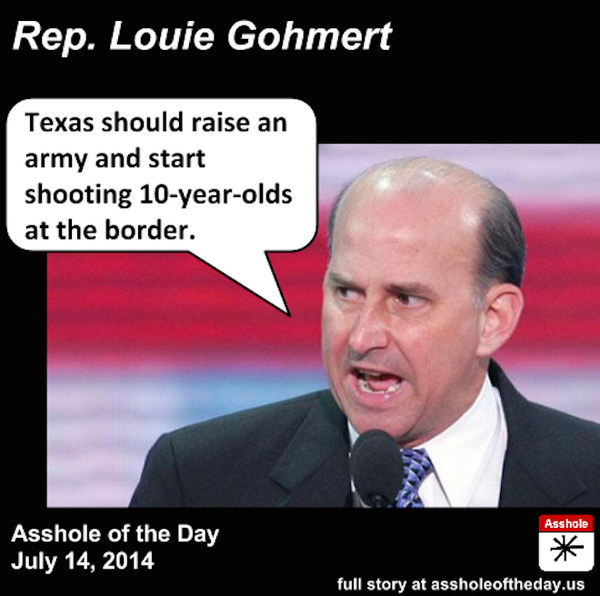 Rep. Louie Gohmert
Texas should raise an
army and start
shooting 10-year-olds
at the border.
Asshole of the Day
July 14, 2014
Asshole
full story at assholeoftheday.us